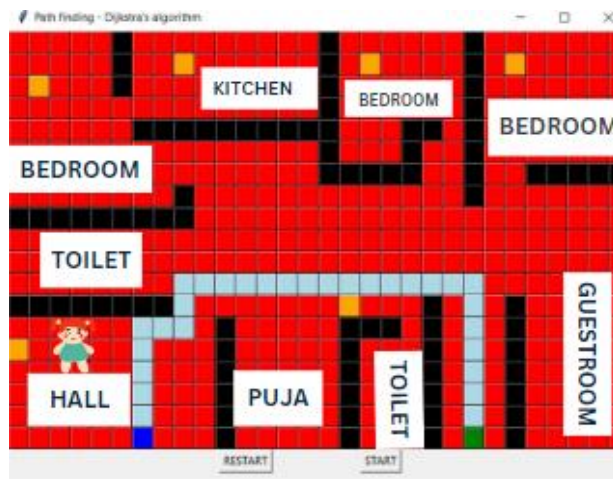 Path finding - Dijkstra's algorithm
KITCHEN
BEDROOM
BEDROOM
BEDROOM
TOILET
GUESTROOM
HALL
PUJA
TOILET
RESTART
START